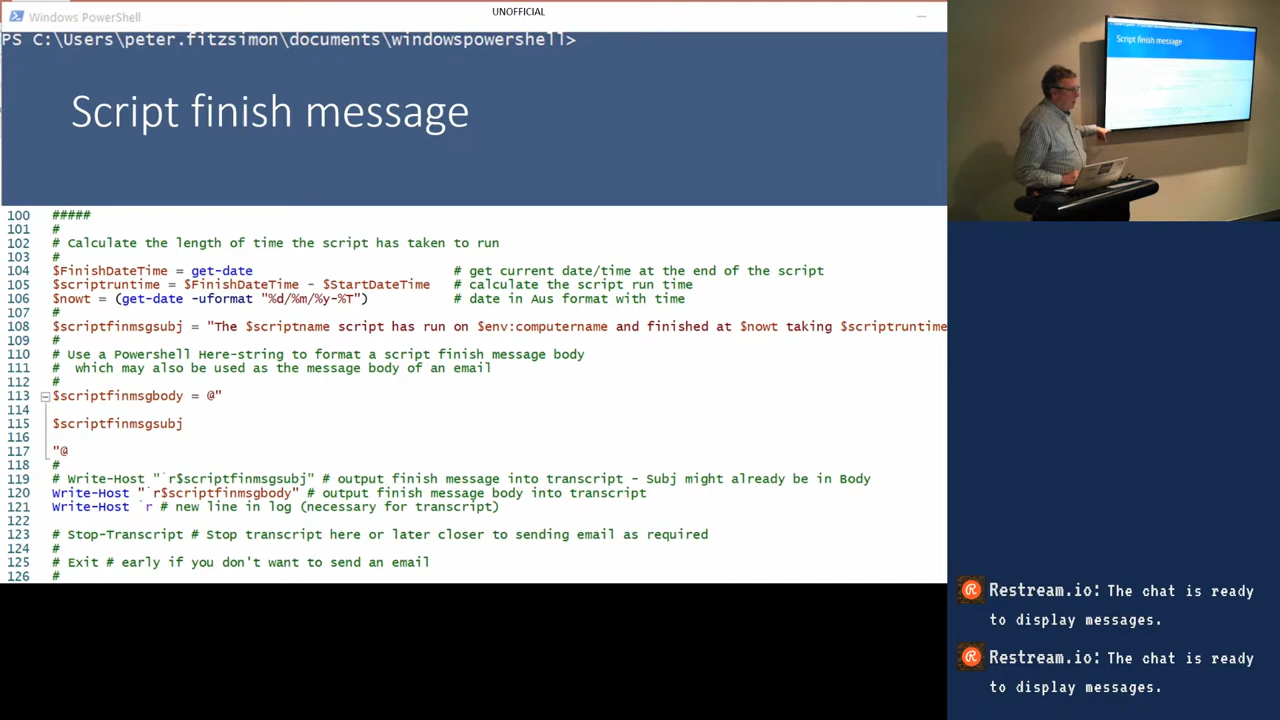 UNOFFICIAL
Windows PowerShell
PS C:\Users\peter.fitzsimon\documents\windowspowershell>
Script finish message
100 #####
101 #
102 # Calculate the length of time the script has taken to run
103 #
104 $FinishDateTime = get-date # get current date/time at the end of the script
105 $scriptruntime = $FinishDateTime - $StartDateTime # calculate the script run time
106 $nowt = (get-date -uformat "%d/%m/%y-%T") # date in Aus format with time
107 #
108 $scriptfinmsgsubj = "The $scriptname script has run on $env:computername and finished at $nowt taking $scriptruntime
109 #
110 # Use a Powershell Here-string to format a script finish message body
111 #  which may also be used as the message body of an email
112 #
113 $scriptfinmsgbody = @"
114
115 $scriptfinmsgsubj
116
117 "@
118 #
119 # Write-Host "`r$scriptfinmsgsubj" # output finish message into transcript - Subj might already be in Body
120 Write-Host "`r$scriptfinmsgbody" # output finish message body into transcript
121 Write-Host `r # new line in log (necessary for transcript)
122
123 # Stop-Transcript # Stop transcript here or later closer to sending email as required
124 #
125 # Exit # early if you don't want to send an email
126 #
Script finish message
Restream.io: The chat is ready
to display messages.
Restream.io: The chat is ready
to display messages.